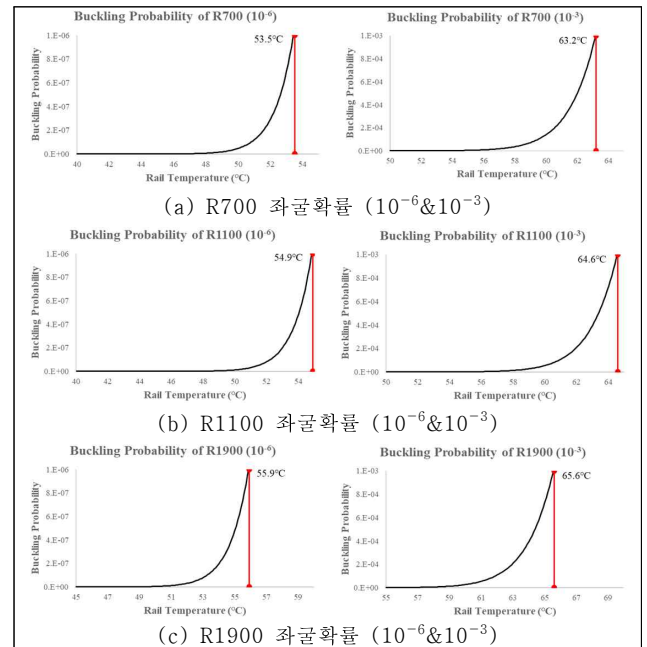 Buckling Probability of R700 (10⁻⁶)
Buckling Probability
1.E-06
8.E-07
6.E-07
4.E-07
2.E-07
0.E+00
53.5℃
40 42 44 46 48 50 52 54
Rail Temperature (℃)
Buckling Probability of R700 (10⁻³)
Buckling Probability
1.E-03
8.E-04
6.E-04
4.E-04
2.E-04
0.E+00
63.2℃
50 52 54 56 58 60 62 64
Rail Temperature (℃)
(a) R700 좌굴확률 (10⁻⁶&10⁻³)
Buckling Probability of R1100 (10⁻⁶)
Buckling Probability
1.E-06
8.E-07
6.E-07
4.E-07
2.E-07
0.E+00
54.9℃
40 42 44 46 48 50 52 54
Rail Temperature (℃)
Buckling Probability of R1100 (10⁻³)
Buckling Probability
1.E-03
8.E-04
6.E-04
4.E-04
2.E-04
0.E+00
64.6℃
50 52 54 56 58 60 62 64
Rail Temperature (℃)
(b) R1100 좌굴확률 (10⁻⁶&10⁻³)
Buckling Probability of R1900 (10⁻⁶)
Buckling Probability
1.E-06
8.E-07
6.E-07
4.E-07
2.E-07
0.E+00
55.9℃
45 47 49 51 53 55 57 59
Rail Temperature (℃)
Buckling Probability of R1900 (10⁻³)
Buckling Probability
1.E-03
8.E-04
6.E-04
4.E-04
2.E-04
0.E+00
65.6℃
55 57 59 61 63 65 67 69
Rail Temperature (℃)
(c) R1900 좌굴확률 (10⁻⁶&10⁻³)